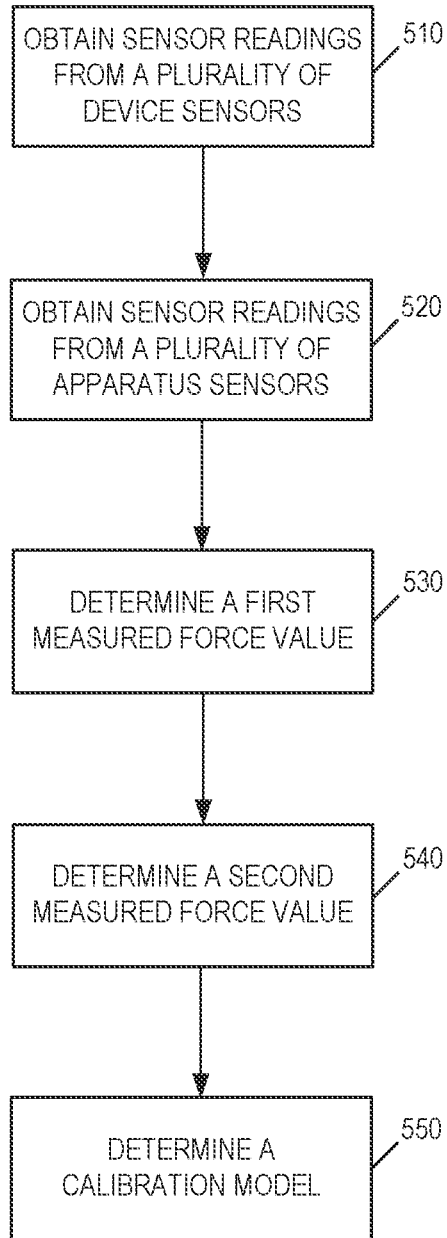 OBTAIN SENSOR READINGS
FROM A PLURALITY OF
DEVICE SENSORS
510
OBTAIN SENSOR READINGS
FROM A PLURALITY OF
APPARATUS SENSORS
520
DETERMINE A FIRST
MEASURED FORCE VALUE
530
DETERMINE A SECOND
MEASURED FORCE VALUE
540
DETERMINE A
CALIBRATION MODEL
550